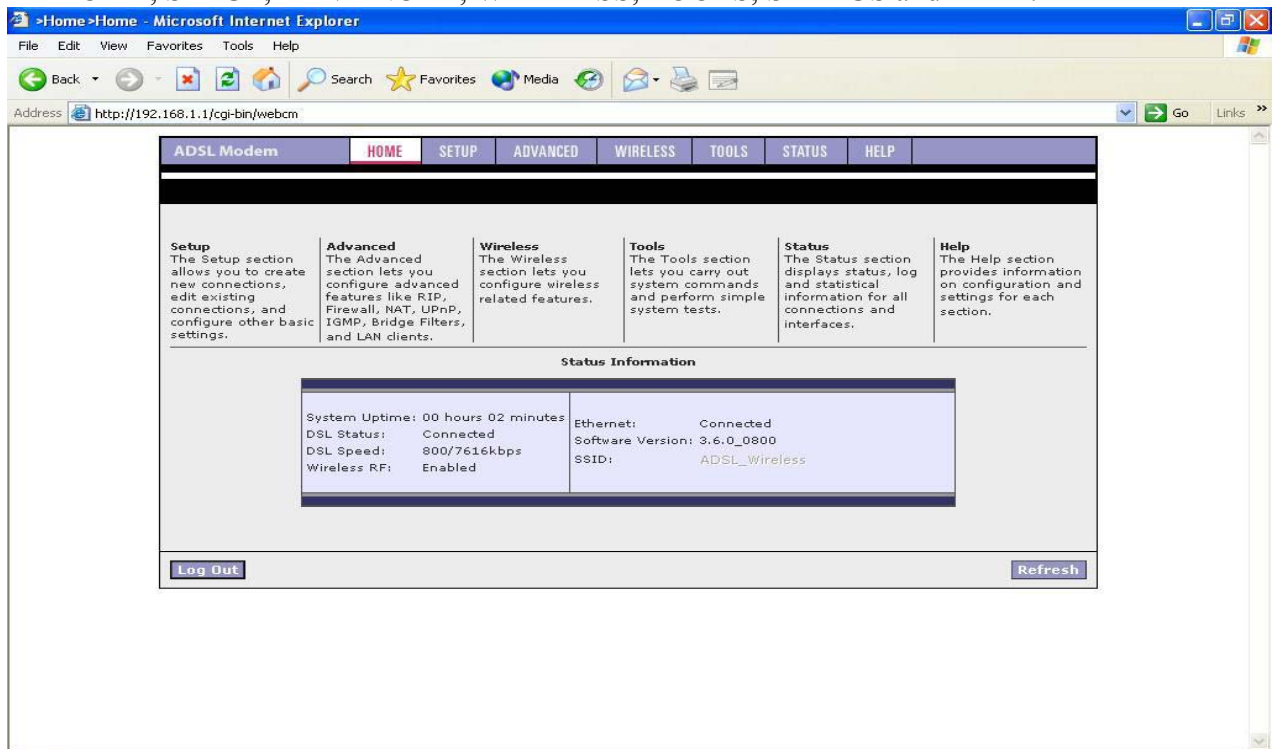 >Home>Home - Microsoft Internet Explorer
File Edit View Favorites Tools Help
Back Search Favorites Media
Address http://192.168.1.1/cgi-bin/webcm Go Links »
ADSL Modem HOME SETUP ADVANCED WIRELESS TOOLS STATUS HELP
Setup
The Setup section
allows you to create
new connections,
edit existing
connections, and
configure other basic
settings.
Advanced
The Advanced
section lets you
configure advanced
features like RIP,
Firewall, NAT, UPnP,
IGMP, Bridge Filters,
and LAN clients.
Wireless
The Wireless
section lets you
configure wireless
related features.
Tools
The Tools section
lets you carry out
system commands
and perform simple
system tests.
Status
The Status section
displays status, log
and statistical
information for all
connections and
interfaces.
Help
The Help section
provides information
on configuration and
settings for each
section.
Status Information
System Uptime: 00 hours 02 minutes
DSL Status: Connected
DSL Speed: 800/7616kbps
Wireless RF: Enabled
Ethernet: Connected
Software Version: 3.6.0_0800
SSID: ADSL_Wireless
Log Out Refresh